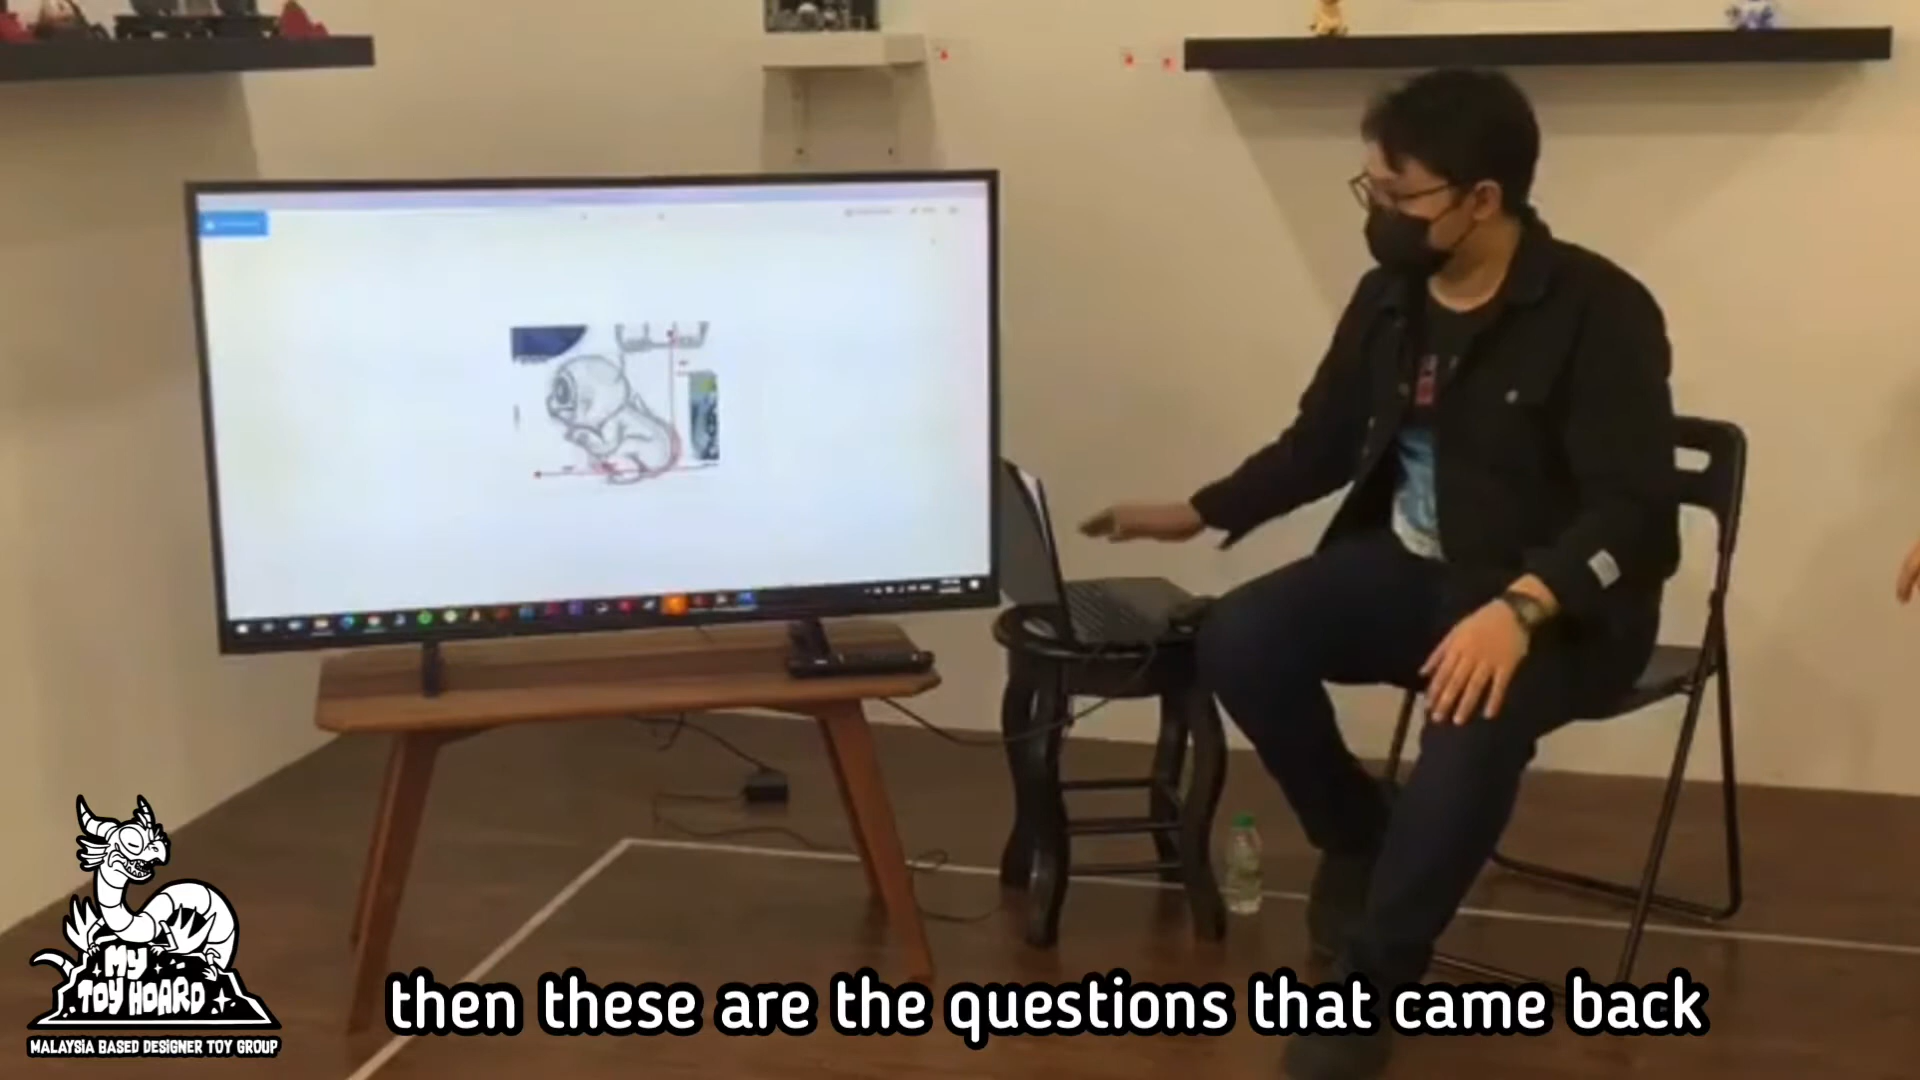 MY
TOY HOARD
MALAYSIA BASED DESIGNER TOY GROUP
then these are the questions that came back